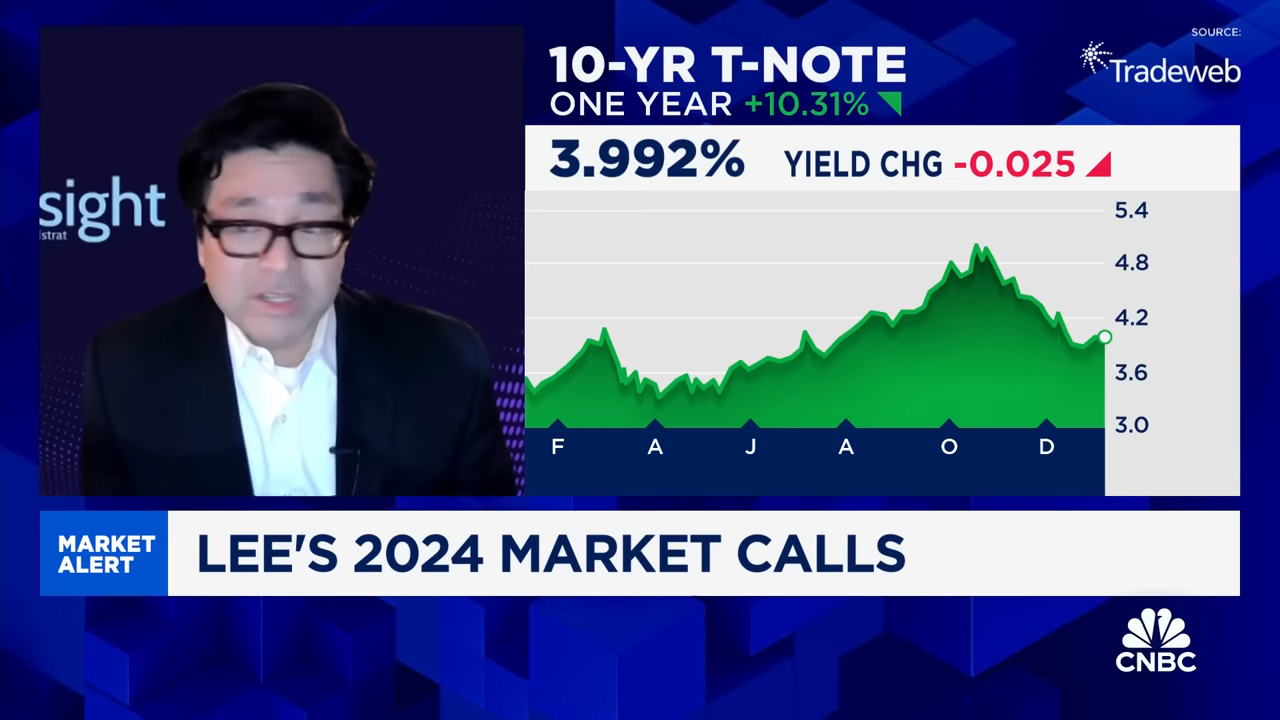 sight
strat
10-YR T-NOTE
ONE YEAR +10.31%
SOURCE:
Tradeweb
3.992% YIELD CHG -0.025
5.4
4.8
4.2
3.6
3.0
F A J A O D
MARKET
ALERT
LEE'S 2024 MARKET CALLS
CNBC